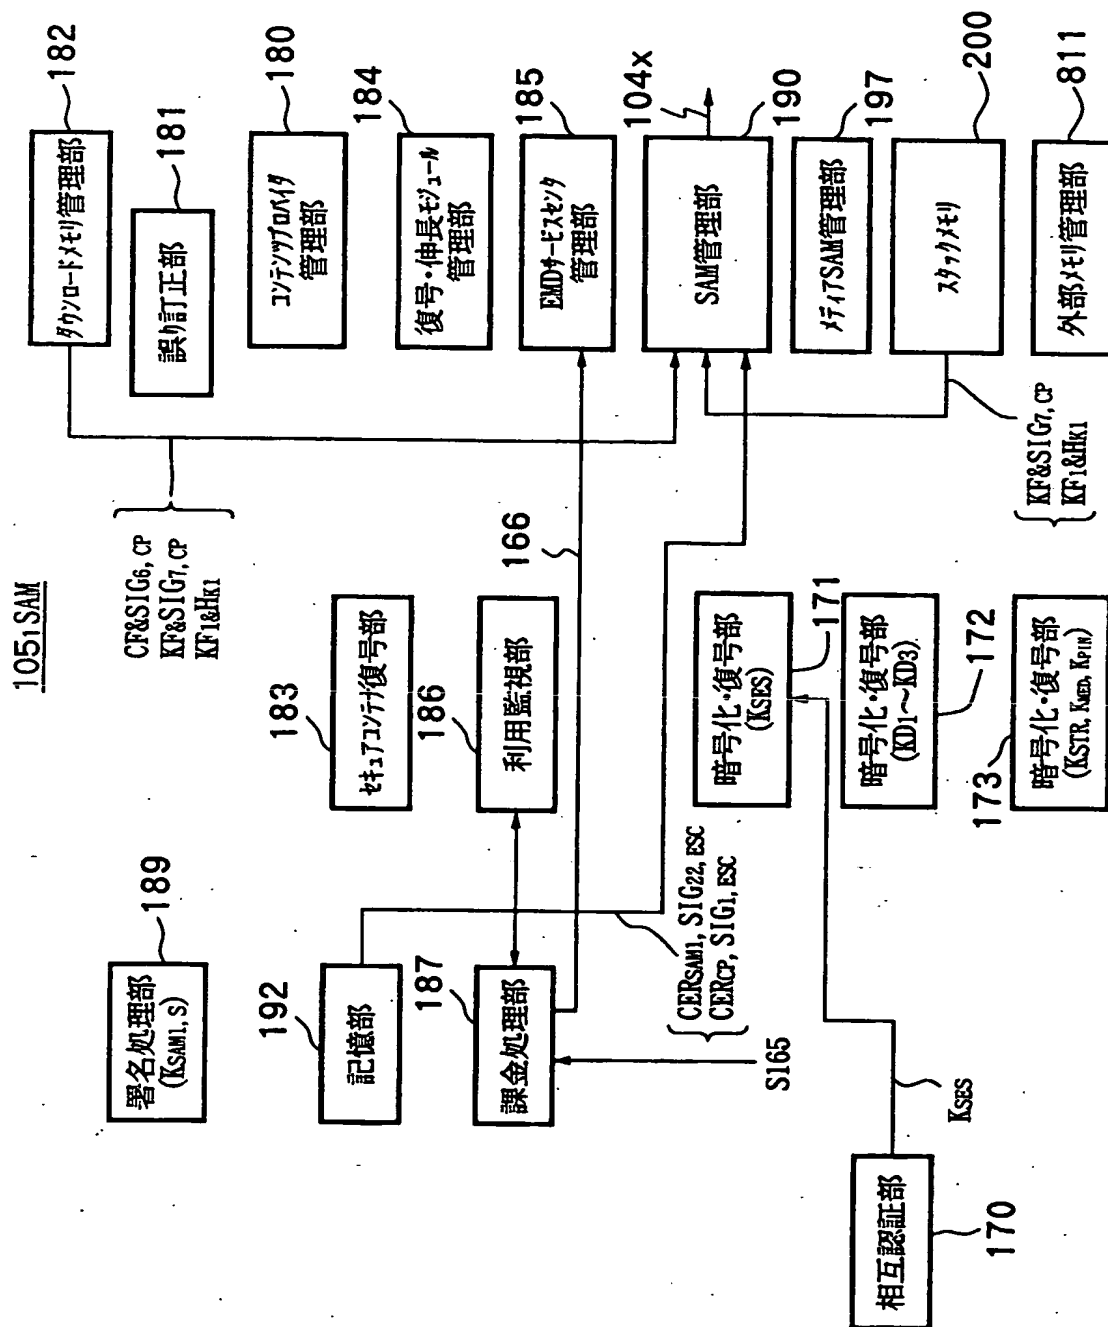 105₁SAM
182
ダウンロードメモリ管理部
181
誤り訂正部
180
コンテンツプロバイダ
管理部
184
復号・伸長モジュール
管理部
185
EMDサービスセンタ
管理部
104x
190
SAM管理部
197
メディアSAM管理部
200
スタックメモリ
811
外部メモリ管理部
CF&SIG6,CP
KF&SIG7,CP
KF1&HK1
KF&SIG7,CP
KF1&HK1
166
183
セキュアコンテナ復号部
186
利用監視部
171
暗号化・復号部
(KSES)
172
暗号化・復号部
(KD1～KD3)
173
暗号化・復号部
(KSTR, KMED, KPIN)
189
署名処理部
(KSAM1,S)
192
記憶部
187
課金処理部
CERSAM1, SIG22,ESC
CERCP, SIG1,ESC
S165
KSES
170
相互認証部